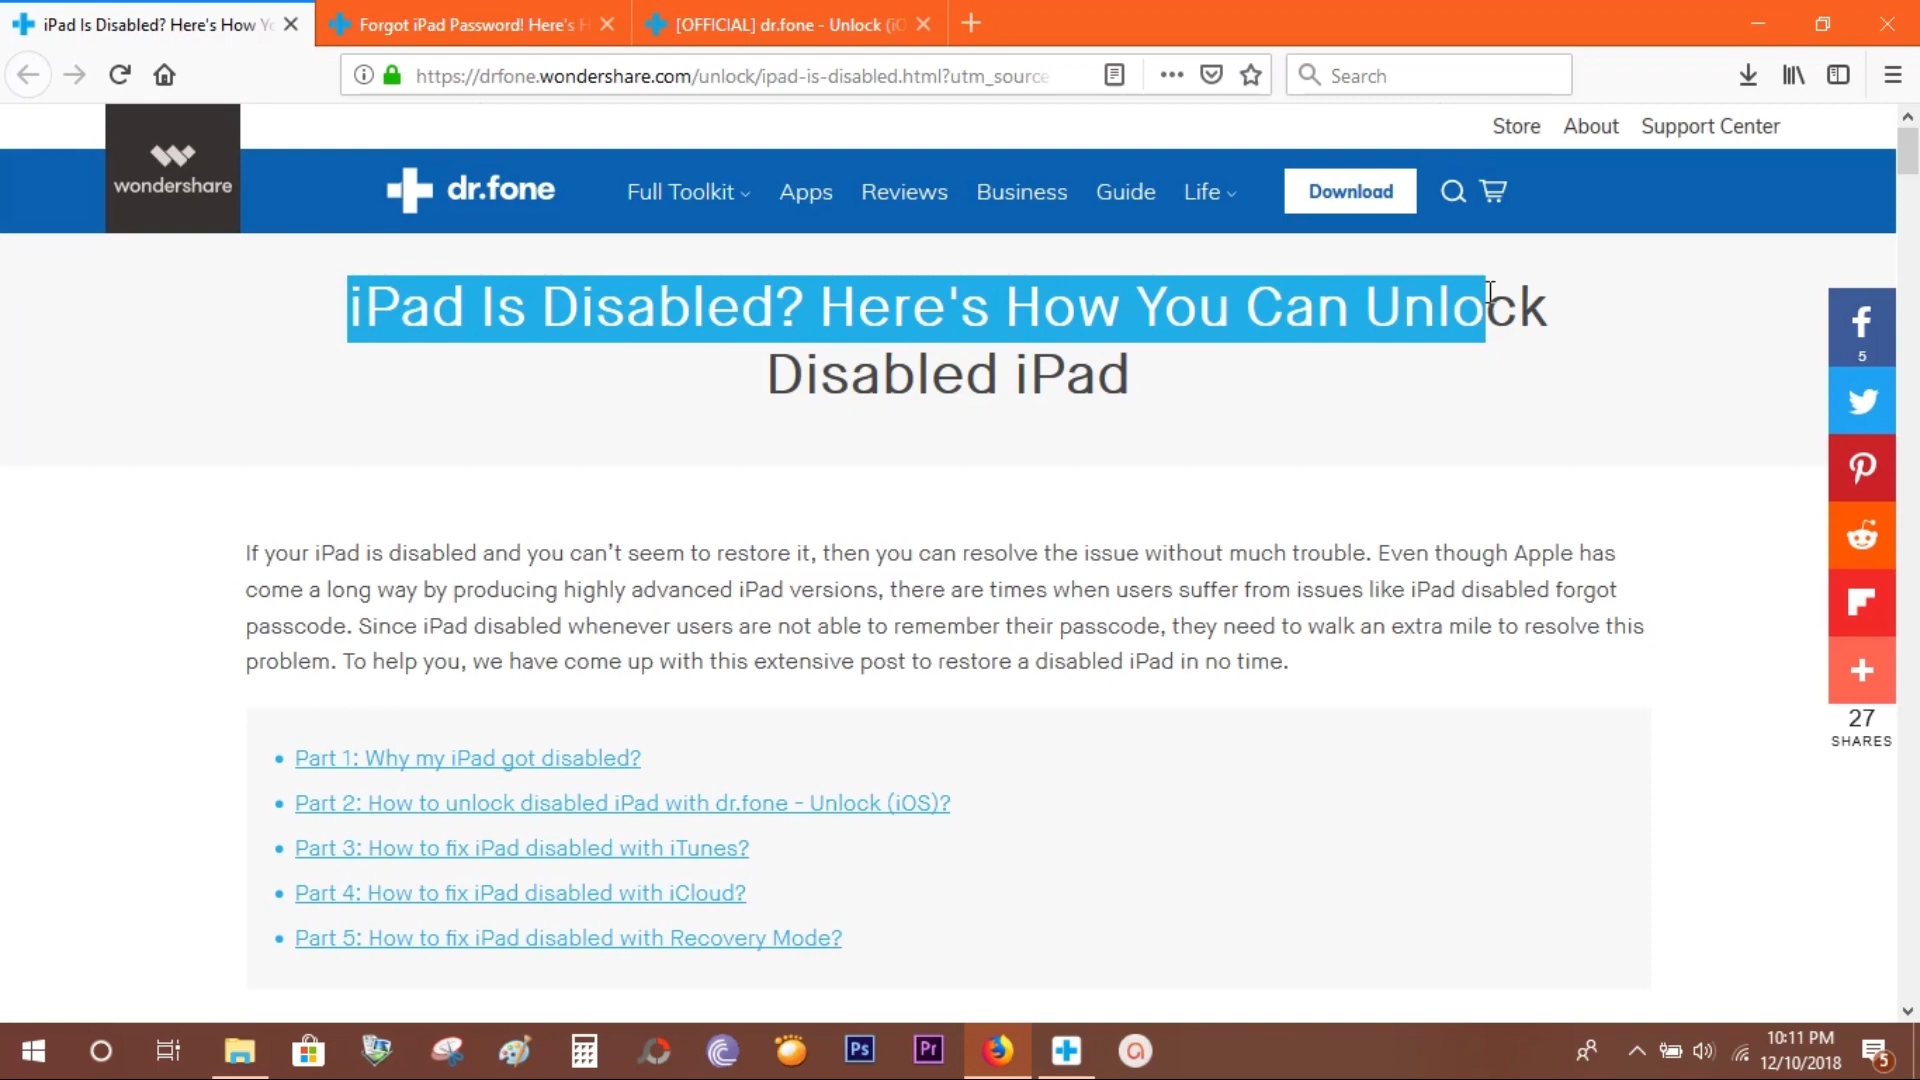 iPad Is Disabled? Here's How Yo
Forgot iPad Password! Here's H
[OFFICIAL] dr.fone - Unlock (iO
https://drfone.wondershare.com/unlock/ipad-is-disabled.html?utm_source
Search
Store About Support Center
wondershare
dr.fone Full Toolkit Apps Reviews Business Guide Life Download
iPad Is Disabled? Here's How You Can Unlock
Disabled iPad
5
If your iPad is disabled and you can’t seem to restore it, then you can resolve the issue without much trouble. Even though Apple has
come a long way by producing highly advanced iPad versions, there are times when users suffer from issues like iPad disabled forgot
passcode. Since iPad disabled whenever users are not able to remember their passcode, they need to walk an extra mile to resolve this
problem. To help you, we have come up with this extensive post to restore a disabled iPad in no time.
27
SHARES
Part 1: Why my iPad got disabled?
Part 2: How to unlock disabled iPad with dr.fone - Unlock (iOS)?
Part 3: How to fix iPad disabled with iTunes?
Part 4: How to fix iPad disabled with iCloud?
Part 5: How to fix iPad disabled with Recovery Mode?
Ps
Pr
10:11 PM
12/10/2018
5